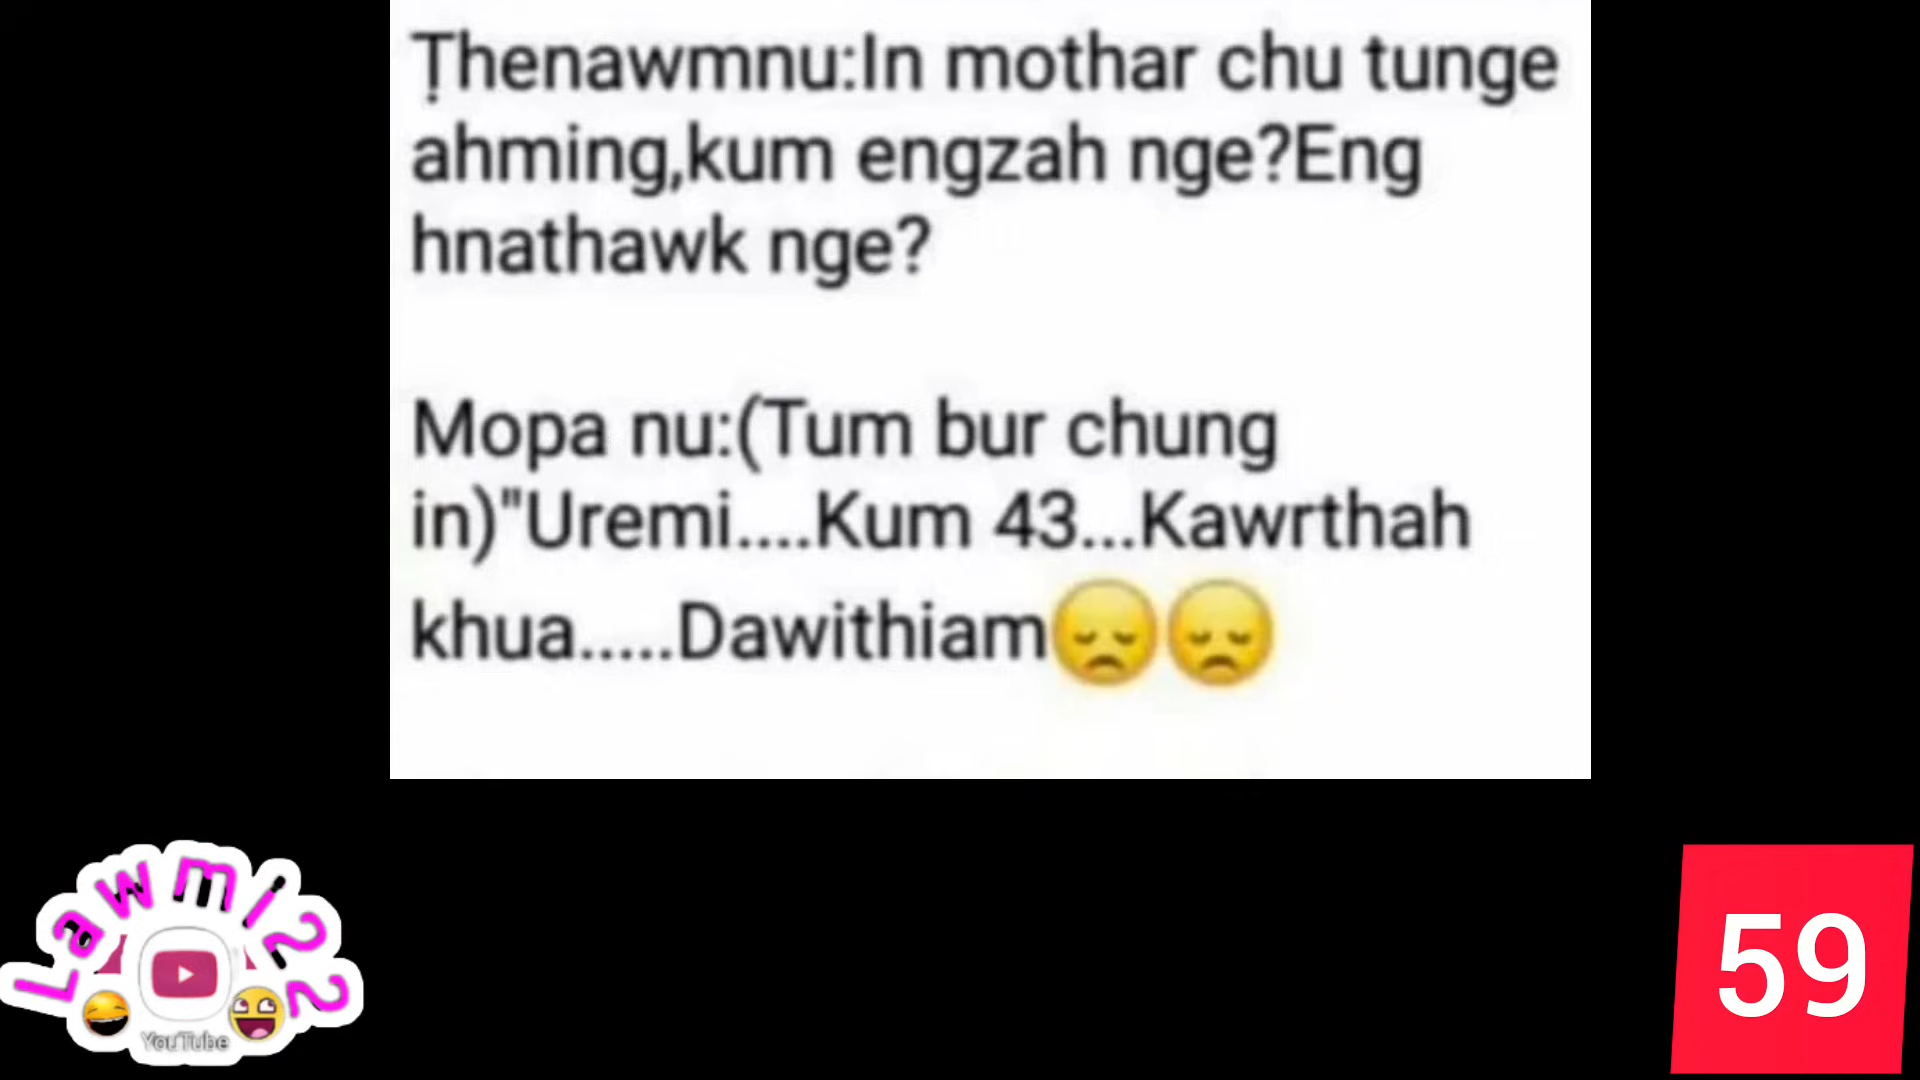 Ṭhenawmnu:In mothar chu tunge
ahming,kum engzah nge?Eng
hnathawk nge?
Mopa nu:(Tum bur chung
in)"Uremi....Kum 43...Kawrthah
khua.....Dawithiam😞😞
Lawmi22
YouTube
59